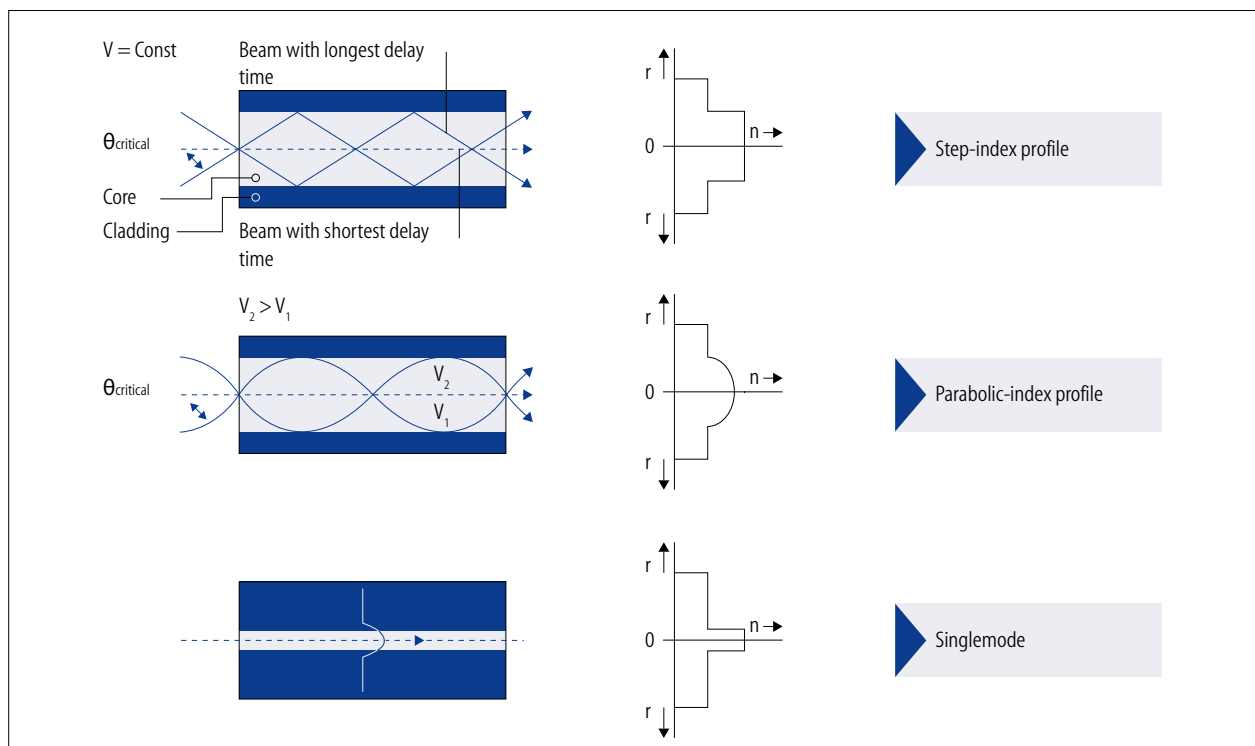 V = Const
Beam with longest delay
time
θcritical
Core
Cladding
Beam with shortest delay
time
r
0
n
r
Step-index profile
V2 > V1
θcritical
V2
V1
r
0
n
r
Parabolic-index profile
r
0
n
r
Singlemode